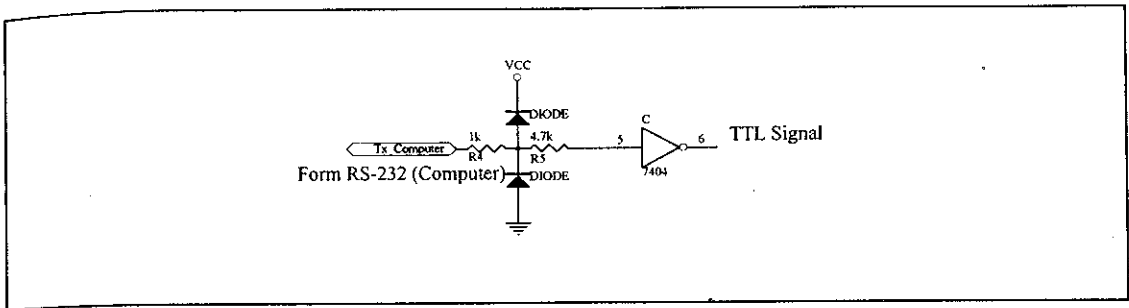 VCC
DIODE
C
1k
4.7k
5
6
TTL Signal
Tx_Computer
R4
R5
7404
Form RS-232 (Computer)
DIODE